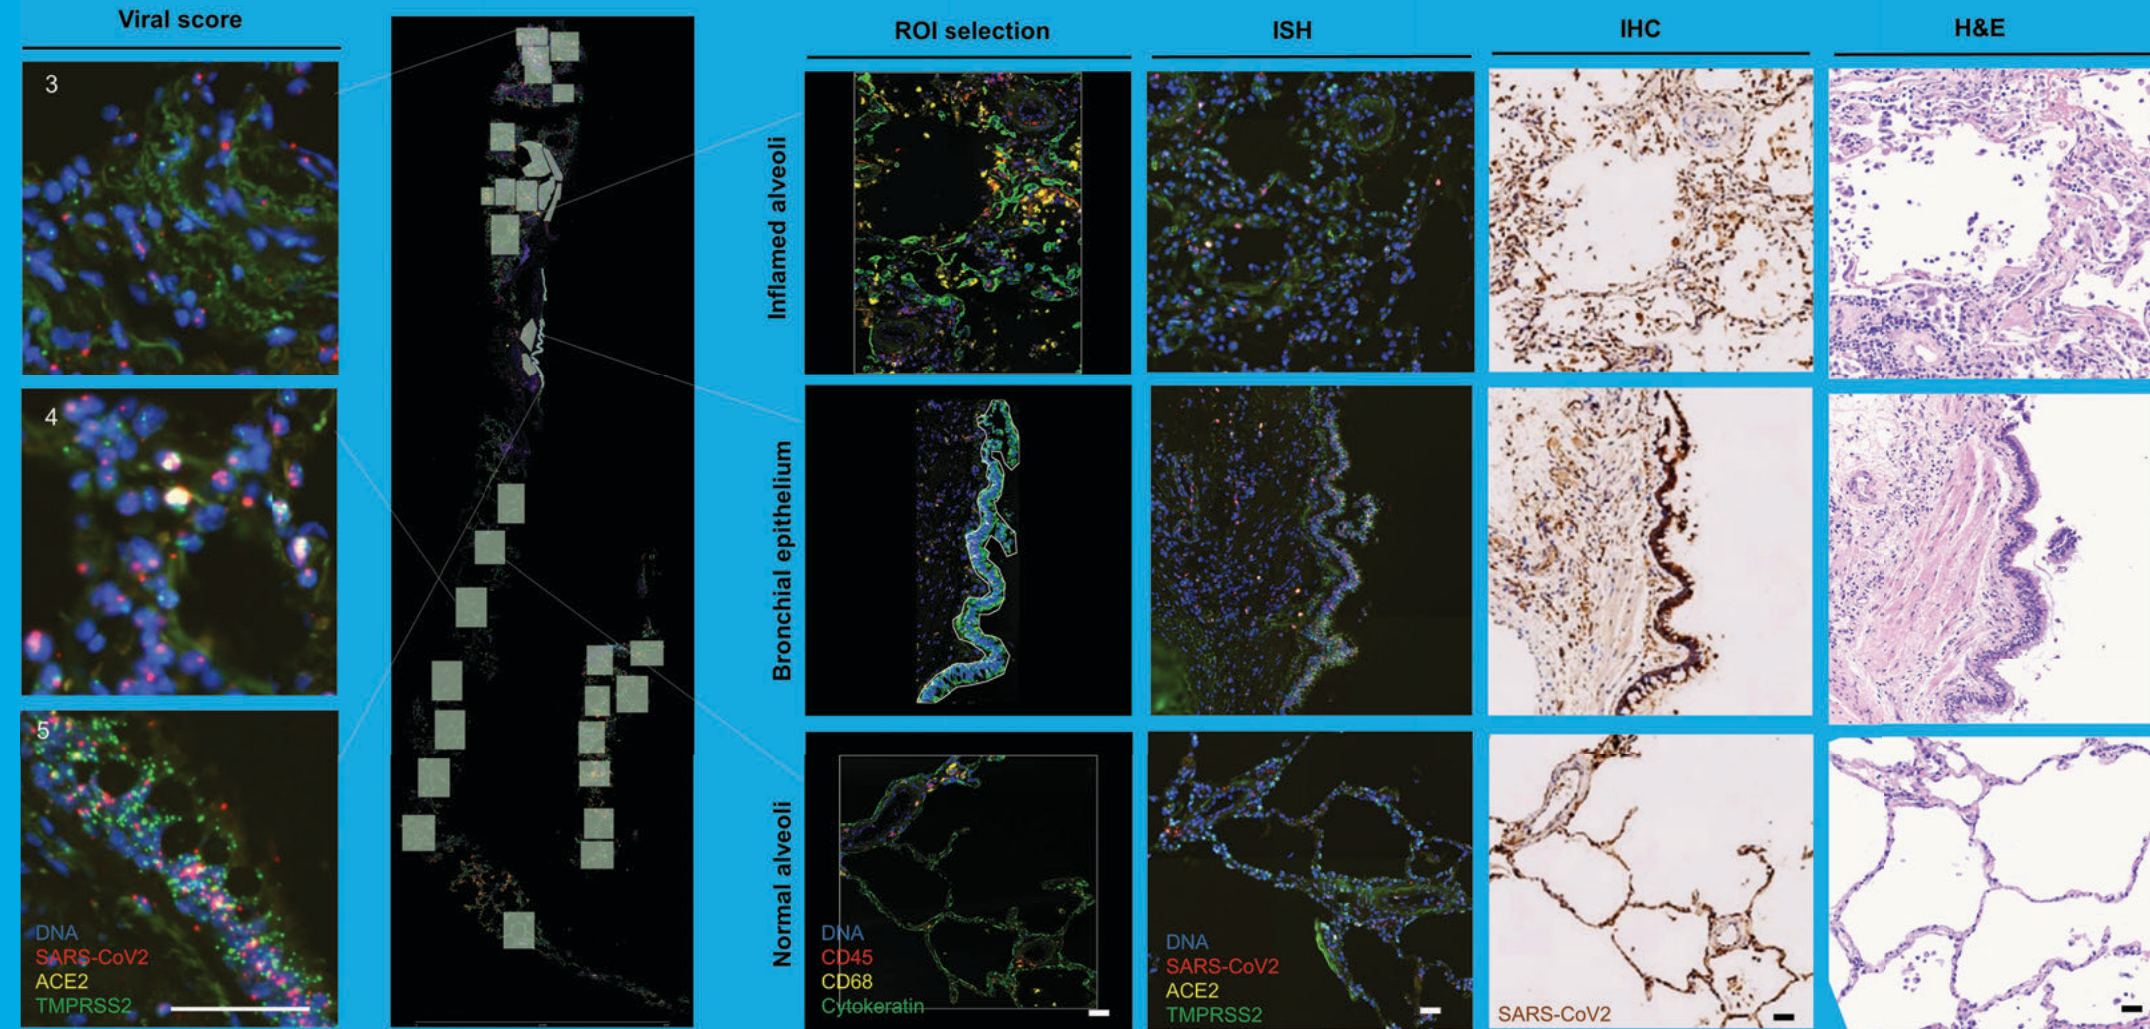 Viral score
ROI selection
ISH
IHC
H&E
3
4
5
DNA
SARS-CoV2
ACE2
TMPRSS2
Inflamed alveoli
Bronchial epithelium
Normal alveoli
DNA
CD45
CD68
Cytokeratin
DNA
SARS-CoV2
ACE2
TMPRSS2
SARS-CoV2